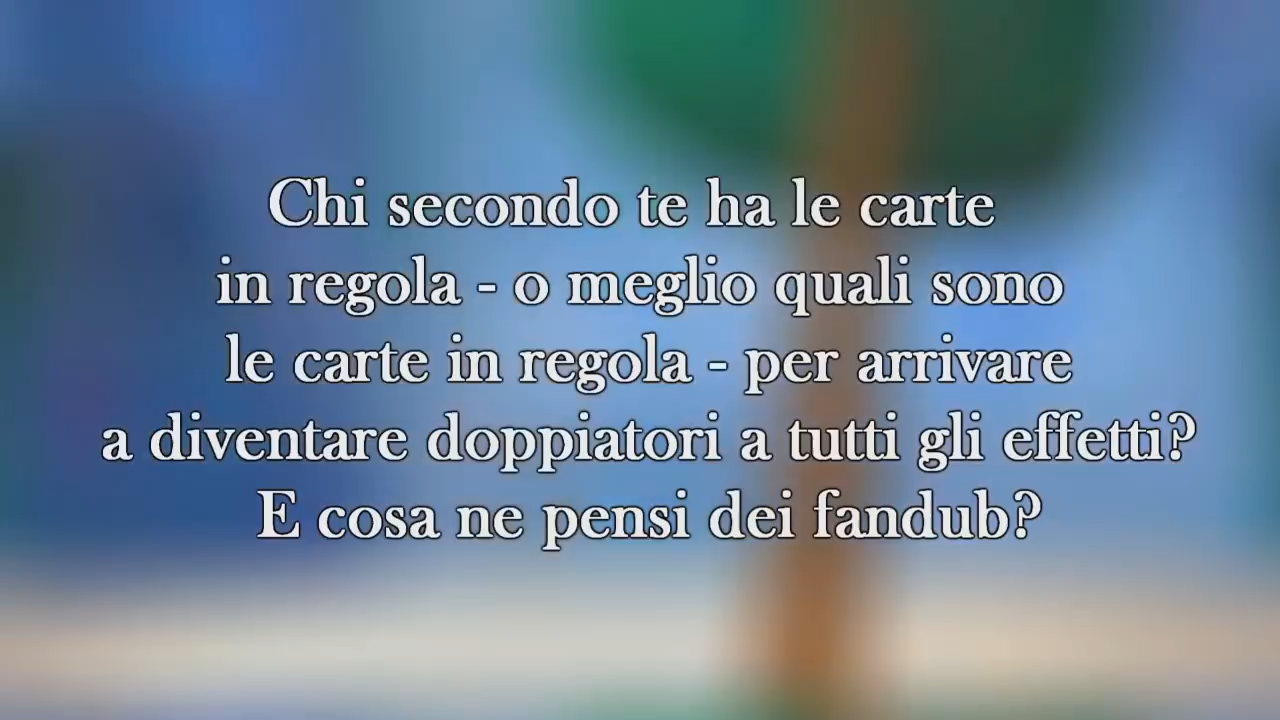 Chi secondo te ha le carte
in regola - o meglio quali sono
le carte in regola - per arrivare
a diventare doppiatori a tutti gli effetti?
E cosa ne pensi dei fandub?